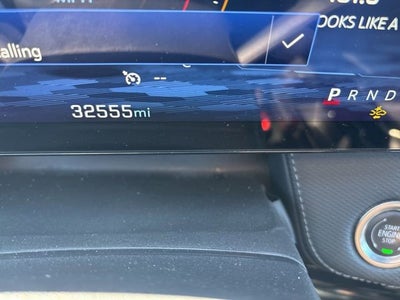 alling
OOKS LIKE A
--
32555mi
P R N D
START
ENGINE
STOP